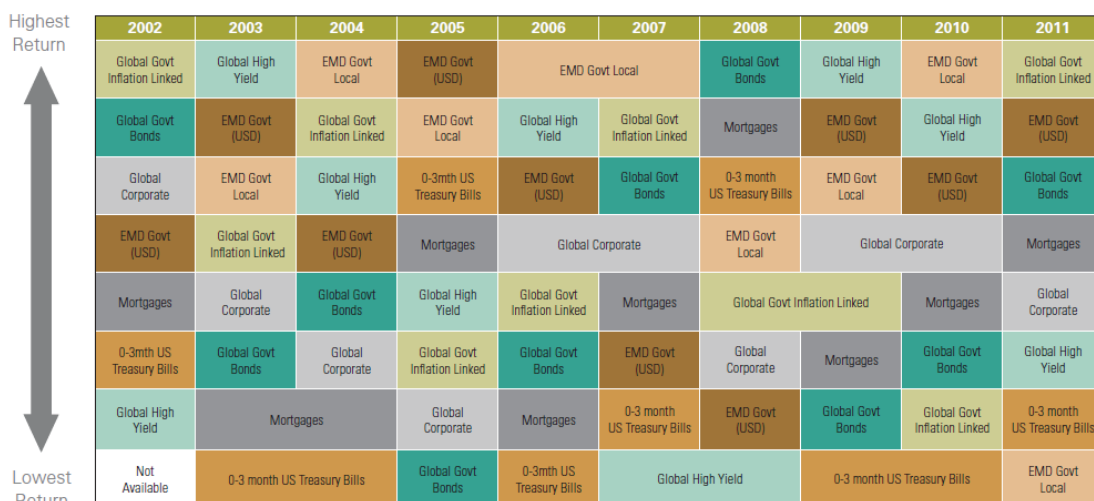 Highest
Return
2002 2003 2004 2005 2006 2007 2008 2009 2010 2011
Global Govt
Inflation Linked
Global High
Yield
EMD Govt
Local
EMD Govt
(USD)
EMD Govt Local
Global Govt
Bonds
Global High
Yield
EMD Govt
Local
Global Govt
Inflation Linked
Global Govt
Bonds
EMD Govt
(USD)
Global Govt
Inflation Linked
EMD Govt
Local
Global High
Yield
Global Govt
Inflation Linked
Mortgages
EMD Govt
(USD)
Global High
Yield
EMD Govt
(USD)
Global
Corporate
EMD Govt
Local
Global High
Yield
0-3mth US
Treasury Bills
EMD Govt
(USD)
Global Govt
Bonds
0-3 month
US Treasury Bills
EMD Govt
Local
EMD Govt
(USD)
Global Govt
Bonds
EMD Govt
(USD)
Global Govt
Inflation Linked
EMD Govt
(USD)
Mortgages
Global Corporate
EMD Govt
Local
Global Corporate
Mortgages
Mortgages
Global
Corporate
Global Govt
Bonds
Global High
Yield
Global Govt
Inflation Linked
Mortgages
Global Govt Inflation Linked
Mortgages
Global
Corporate
0-3mth US
Treasury Bills
Global Govt
Bonds
Global
Corporate
Global Govt
Inflation Linked
Global Govt
Bonds
EMD Govt
(USD)
Global
Corporate
Mortgages
Global Govt
Bonds
Global High
Yield
Global High
Yield
Mortgages
Global
Corporate
Mortgages
0-3 month
US Treasury Bills
EMD Govt
(USD)
Global Govt
Bonds
Global Govt
Inflation Linked
0-3 month
US Treasury Bills
Lowest
Return
Not
Available
0-3 month US Treasury Bills
Global Govt
Bonds
0-3mth US
Treasury Bills
Global High Yield
0-3 month US Treasury Bills
EMD Govt
Local